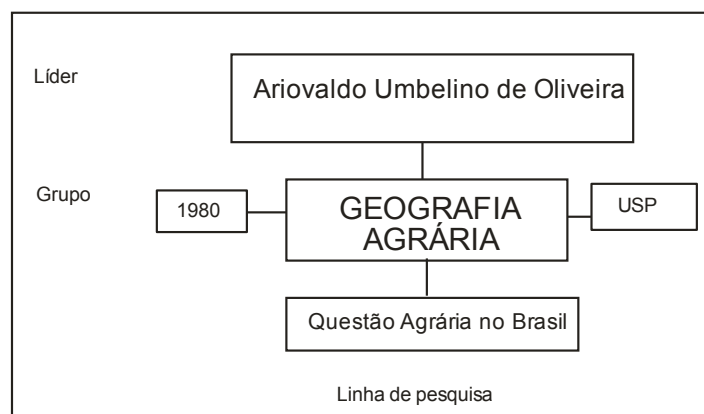 Líder
Ariovaldo Umbelino de Oliveira
Grupo
1980
GEOGRAFIA
AGRÁRIA
USP
Questão Agrária no Brasil
Linha de pesquisa